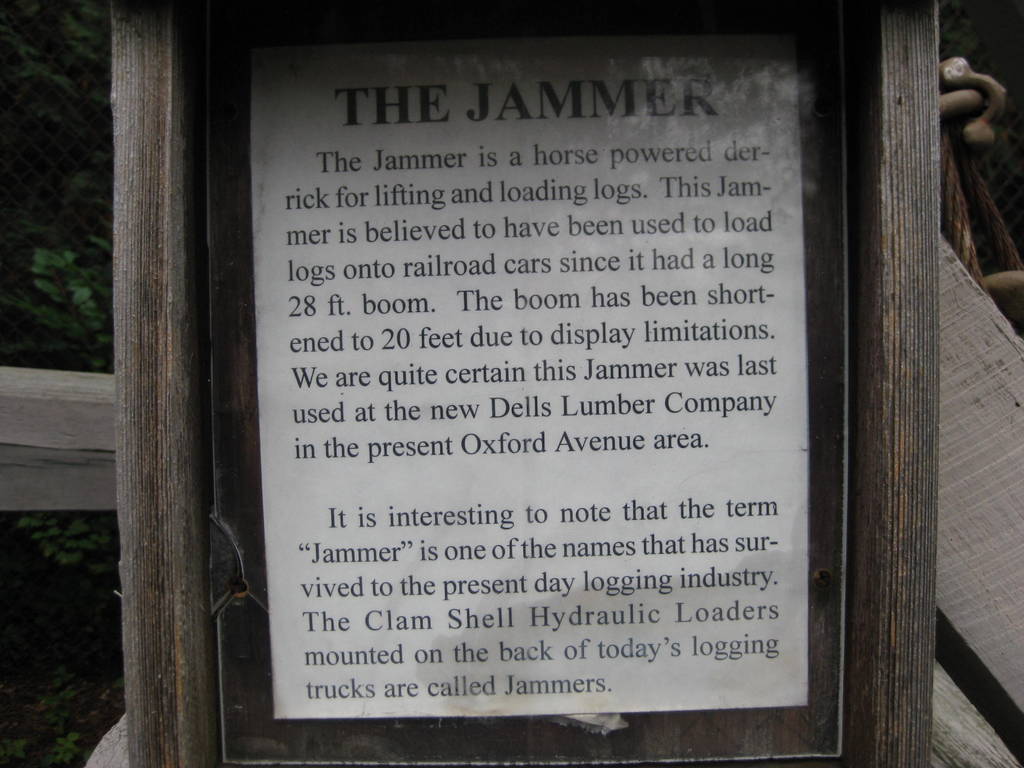 THE JAMMER
The Jammer is a horse powered der-
rick for lifting and loading logs. This Jam-
mer is believed to have been used to load
logs onto railroad cars since it had a long
28 ft. boom. The boom has been short-
ened to 20 feet due to display limitations.
We are quite certain this Jammer was last
used at the new Dells Lumber Company
in the present Oxford Avenue area.
It is interesting to note that the term
“Jammer” is one of the names that has sur-
vived to the present day logging industry.
The Clam Shell Hydraulic Loaders
mounted on the back of today’s logging
trucks are called Jammers.